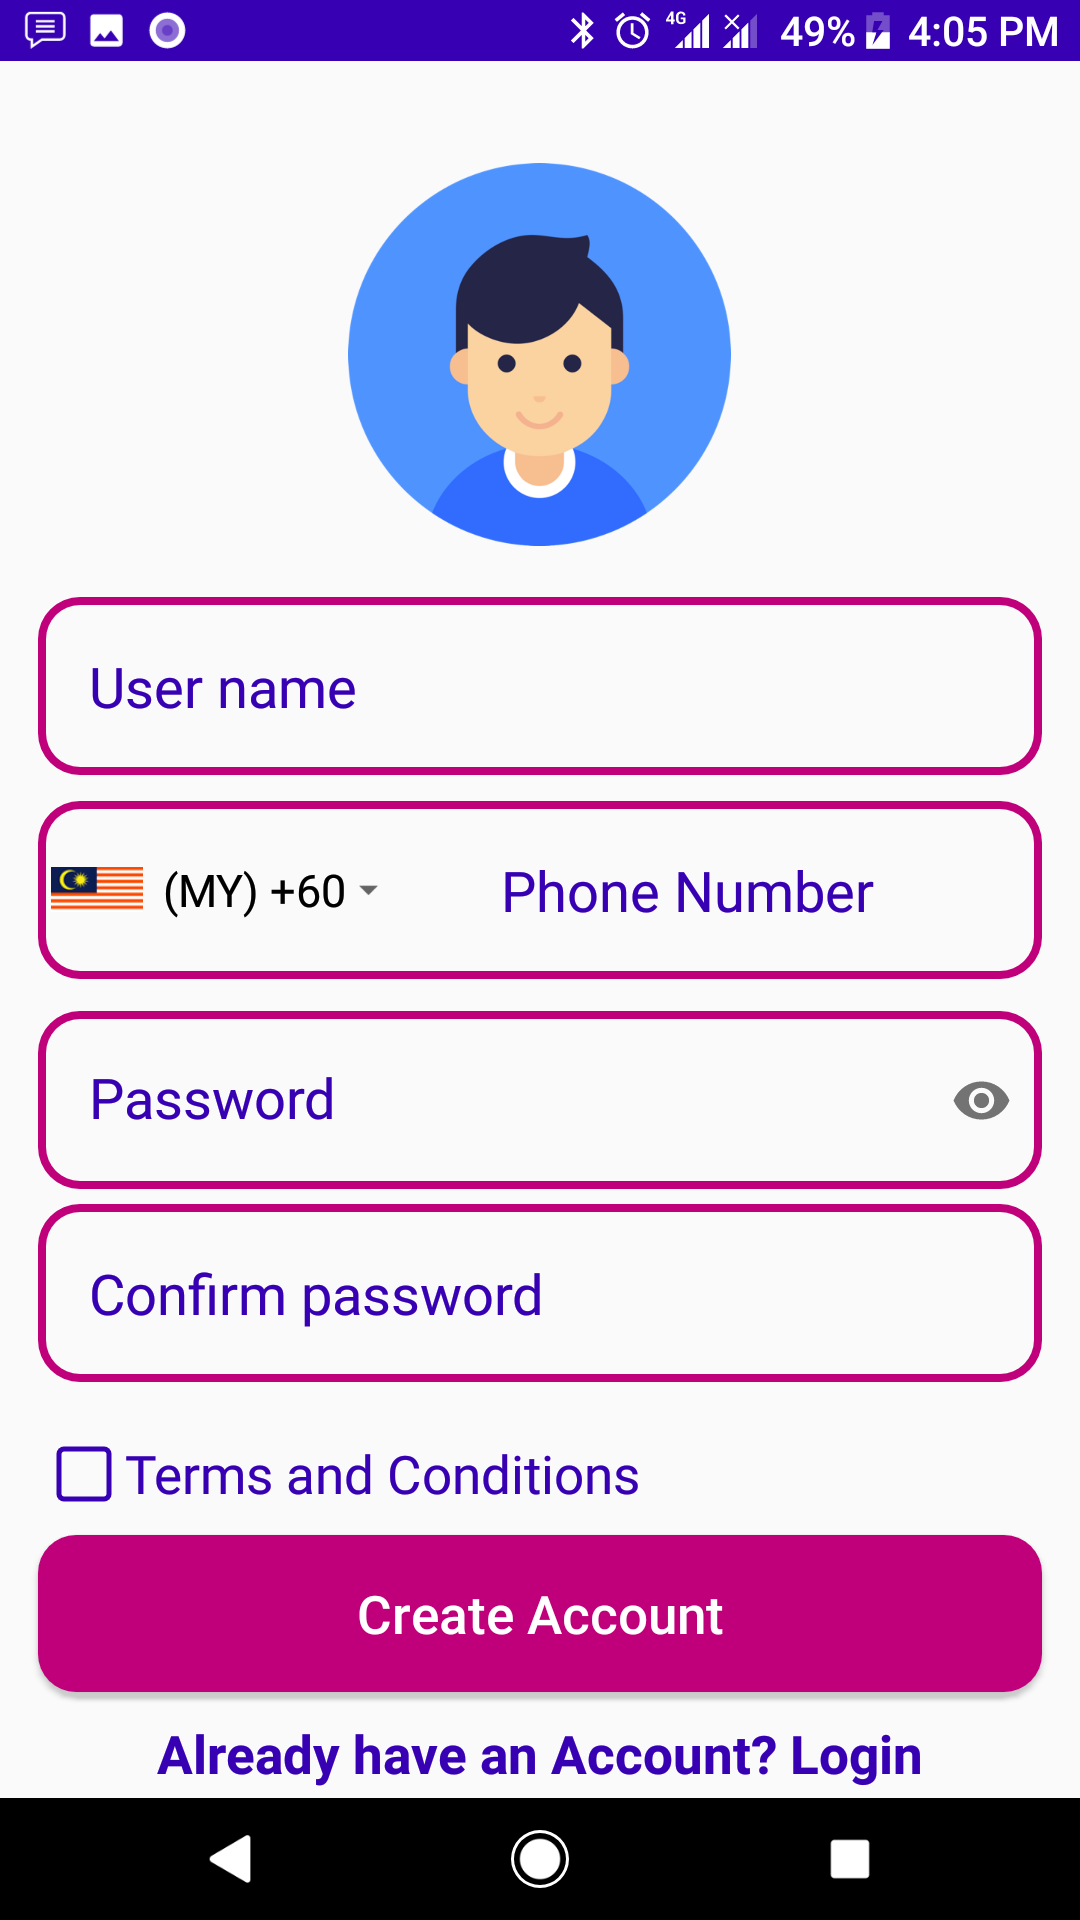 4G 49% 4:05 PM
User name
(MY) +60 Phone Number
Password
Confirm password
Terms and Conditions
Create Account
Already have an Account? Login